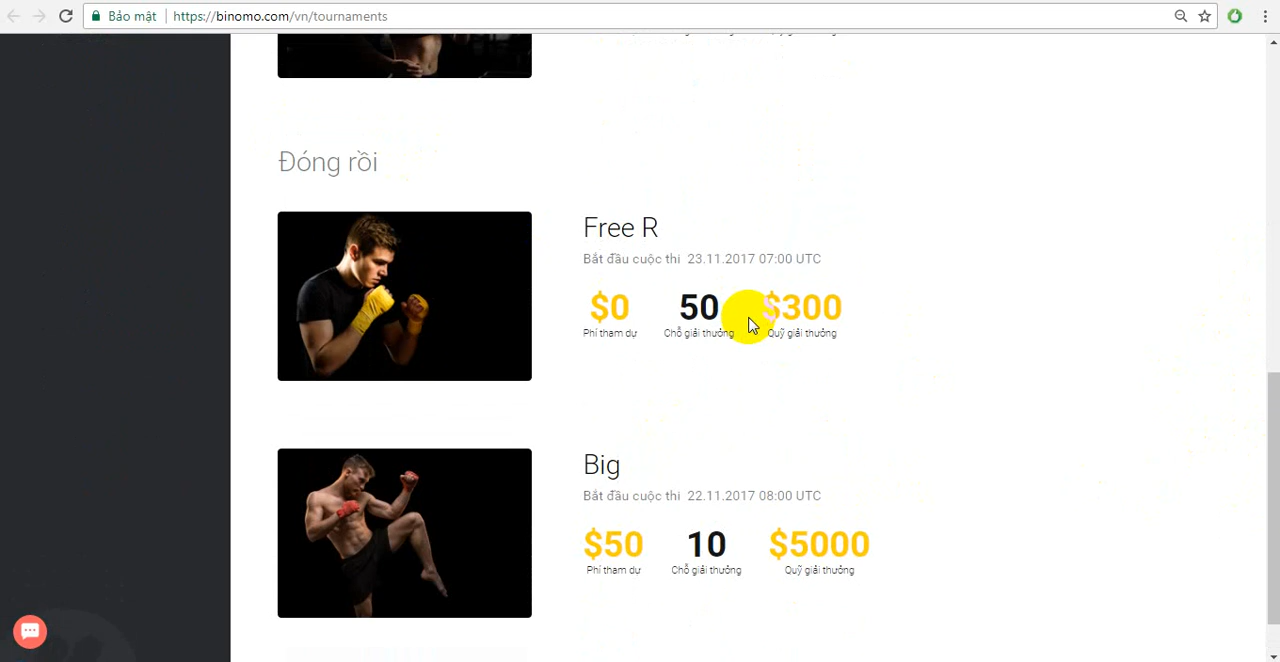 Bảo mật
https://binomo.com/vn/tournaments
Đóng rồi
Free R
Bắt đầu cuộc thi 23.11.2017 07:00 UTC
$0 50 $300
Phí tham dự Chỗ giải thưởng Quỹ giải thưởng
Big
Bắt đầu cuộc thi 22.11.2017 08:00 UTC
$50 10 $5000
Phí tham dự Chỗ giải thưởng Quỹ giải thưởng